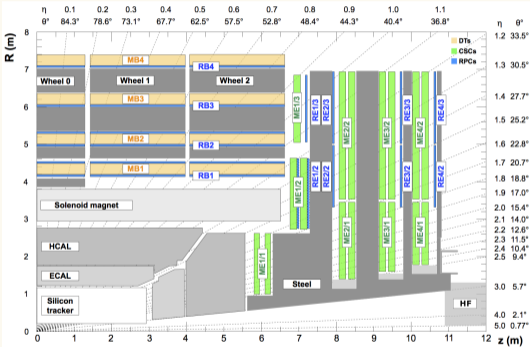 η 0.1 0.2 0.3 0.4 0.5 0.6 0.7 0.8 0.9 1.0 1.1
θ° 84.3° 78.6° 73.1° 67.7° 62.5° 57.5° 52.8° 48.4° 44.3° 40.4° 36.8°
η θ°
R (m)
8
7
6
5
4
3
2
1
0
DTs
CSCs
RPCs
MB4
RB4
Wheel 0 Wheel 1 Wheel 2
MB3
RB3
MB2
RB2
MB1
RB1
Solenoid magnet
HCAL
ECAL
Silicon
tracker
Steel
HF
ME1/3
RE1/3
RE2/3
ME2/2
ME3/2
RE3/3
ME4/2
RE4/3
ME1/2
RE1/2
RE2/2
RE3/2
RE4/2
ME1/1
ME2/1
ME3/1
ME4/1
1.2 33.5°
1.3 30.5°
1.4 27.7°
1.5 25.2°
1.6 22.8°
1.7 20.7°
1.8 18.8°
1.9 17.0°
2.0 15.4°
2.1 14.0°
2.2 12.6°
2.3 11.5°
2.4 10.4°
2.5 9.4°
3.0 5.7°
4.0 2.1°
5.0 0.77°
0 1 2 3 4 5 6 7 8 9 10 11 12 z (m)